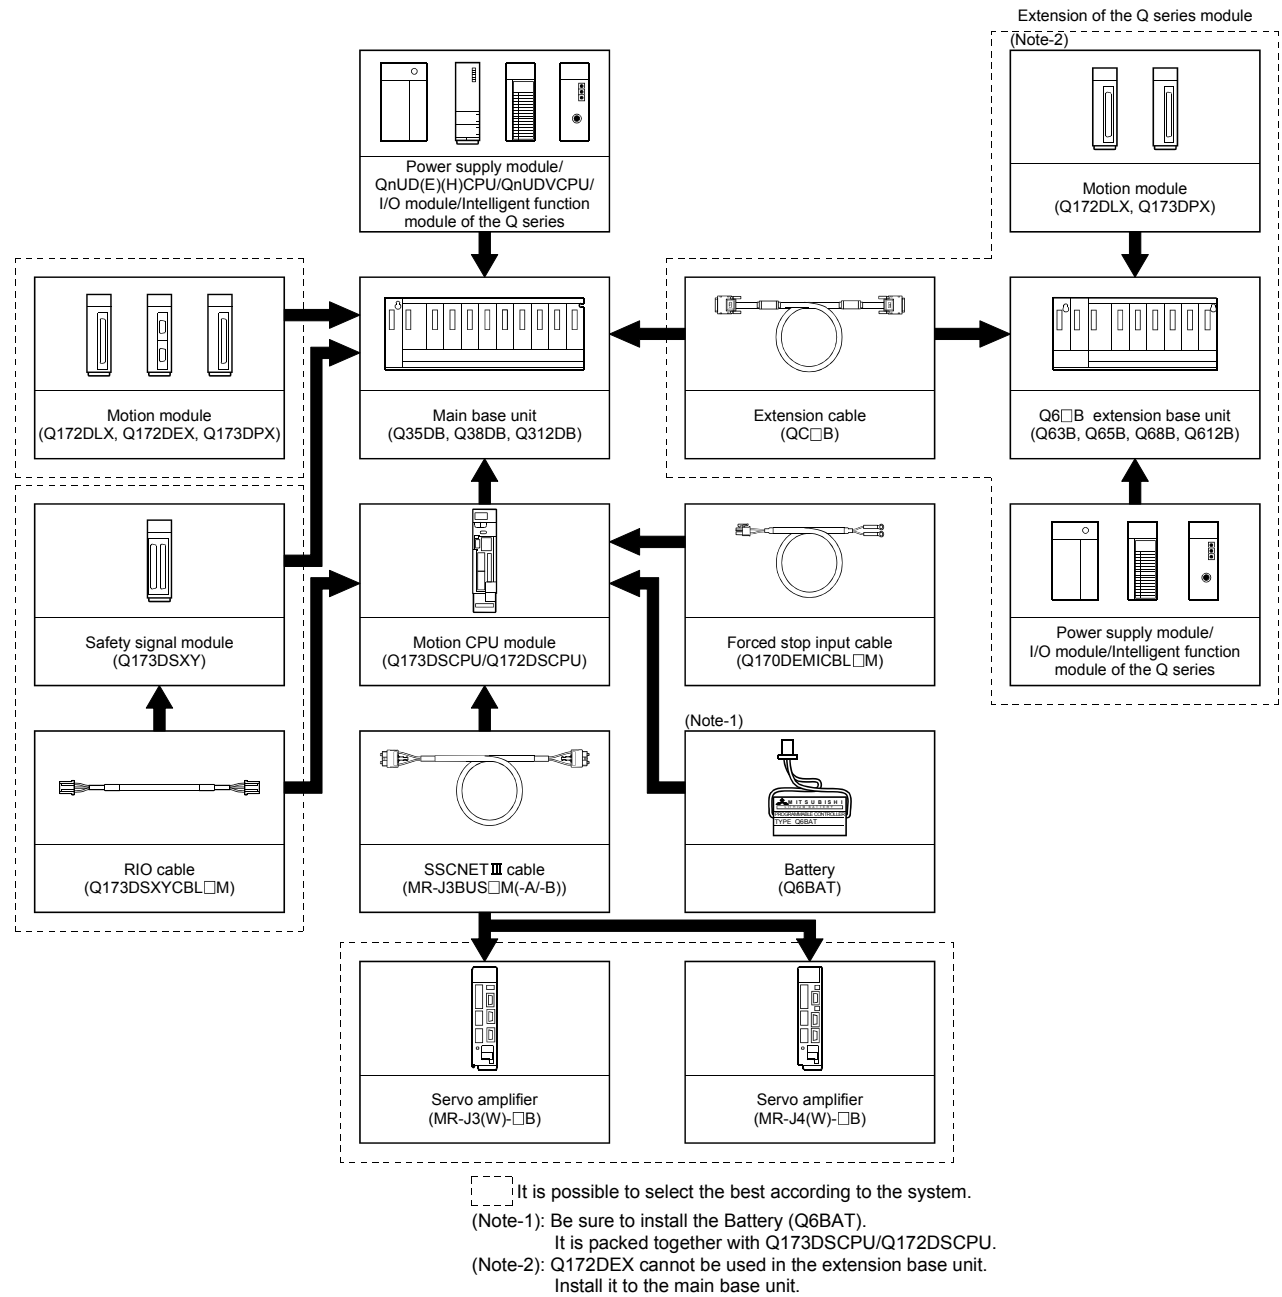 Extension of the Q series module
(Note-2)
Power supply module/
QnUD(E)(H)CPU/QnUDVCPU/
I/O module/Intelligent function
module of the Q series
Motion module
(Q172DLX, Q173DPX)
Motion module
(Q172DLX, Q172DEX, Q173DPX)
Main base unit
(Q35DB, Q38DB, Q312DB)
Extension cable
(QC□B)
Q6□B extension base unit
(Q63B, Q65B, Q68B, Q612B)
Safety signal module
(Q173DSXY)
Motion CPU module
(Q173DSCPU/Q172DSCPU)
Forced stop input cable
(Q170DEMICBL□M)
Power supply module/
I/O module/Intelligent function
module of the Q series
(Note-1)
MITSUBISHI
PROGRAMMABLE CONTROLLER
TYPE Q6BAT
RIO cable
(Q173DSXYCBL□M)
SSCNETⅢ cable
(MR-J3BUS□M(-A/-B))
Battery
(Q6BAT)
Servo amplifier
(MR-J3(W)-□B)
Servo amplifier
(MR-J4(W)-□B)
It is possible to select the best according to the system.
(Note-1): Be sure to install the Battery (Q6BAT).
It is packed together with Q173DSCPU/Q172DSCPU.
(Note-2): Q172DEX cannot be used in the extension base unit.
Install it to the main base unit.